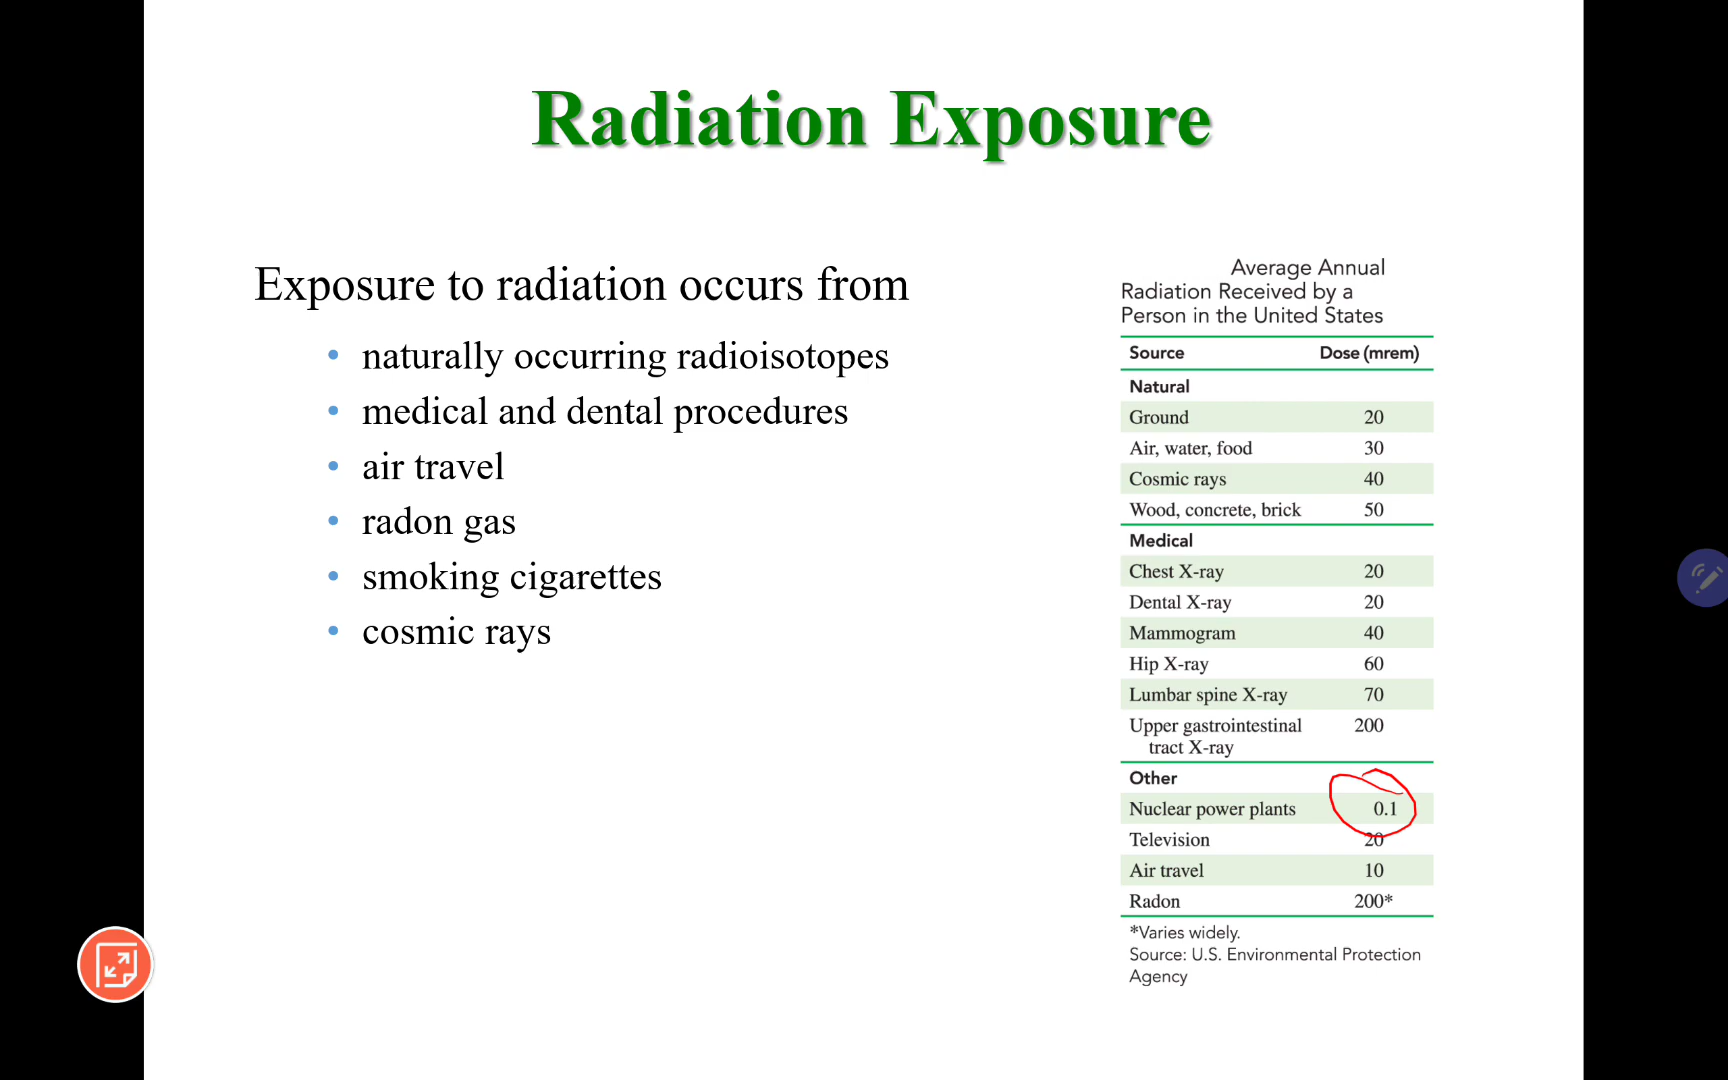 Radiation Exposure
Exposure to radiation occurs from
• naturally occurring radioisotopes
• medical and dental procedures
• air travel
• radon gas
• smoking cigarettes
• cosmic rays
Average Annual
Radiation Received by a
Person in the United States
Source Dose (mrem)
Natural
Ground 20
Air, water, food 30
Cosmic rays 40
Wood, concrete, brick 50
Medical
Chest X-ray 20
Dental X-ray 20
Mammogram 40
Hip X-ray 60
Lumbar spine X-ray 70
Upper gastrointestinal 200
tract X-ray
Other
Nuclear power plants 0.1
Television 20
Air travel 10
Radon 200*
*Varies widely.
Source: U.S. Environmental Protection
Agency